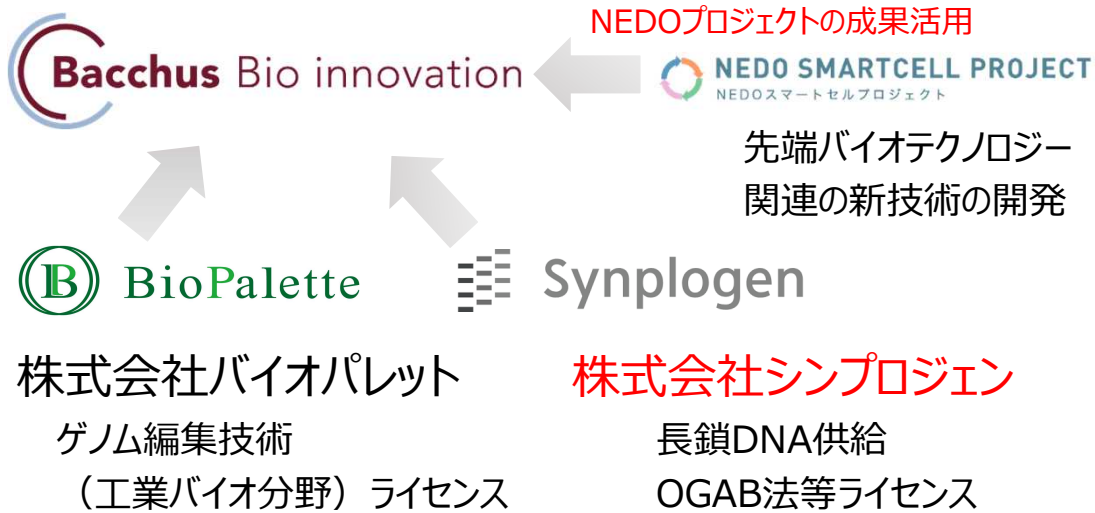 NEDOプロジェクトの成果活用
Bacchus Bio innovation
NEDO SMARTCELL PROJECT
NEDOスマートセルプロジェクト
先端バイオテクノロジー
関連の新技術の開発
B BioPalette
Synplogen
株式会社バイオパレット
ゲノム編集技術
（工業バイオ分野）ライセンス
株式会社シンプロジェン
長鎖DNA供給
OGAB法等ライセンス